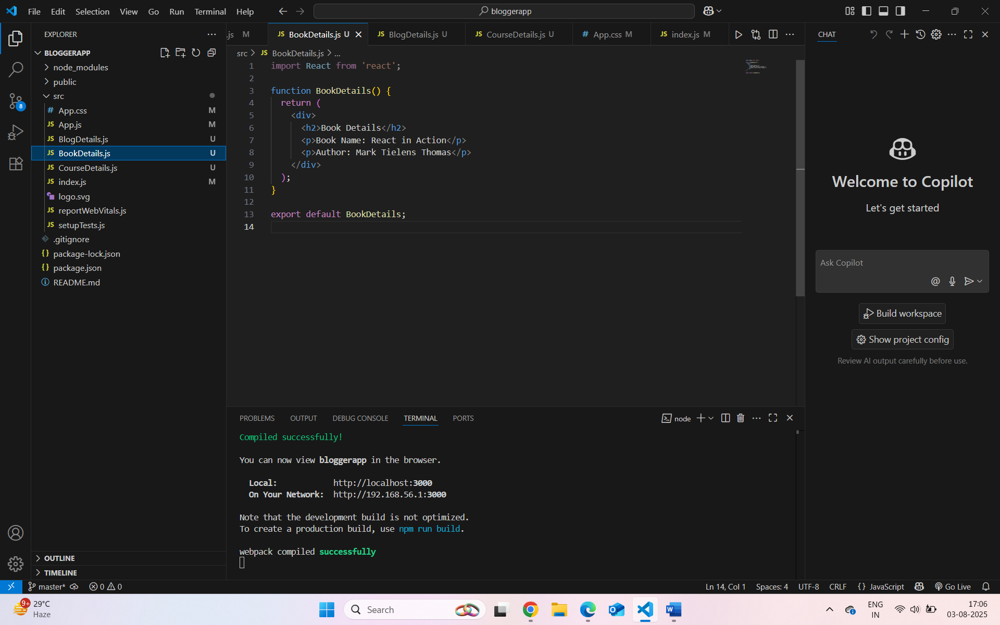 File Edit Selection View Go Run Terminal Help
bloggerapp
EXPLORER
BLOGGERAPP
node_modules
public
src
App.css M
App.js M
BlogDetails.js U
BookDetails.js U
CourseDetails.js U
index.js M
logo.svg
reportWebVitals.js
setupTests.js
.gitignore
package-lock.json
package.json
README.md
OUTLINE
TIMELINE
8
.js M
BookDetails.js U
BlogDetails.js U
CourseDetails.js U
App.css M
index.js M
src > JS BookDetails.js > ...
1 import React from 'react';
2
3 function BookDetails() {
4 return (
5 <div>
6 <h2>Book Details</h2>
7 <p>Book Name: React in Action</p>
8 <p>Author: Mark Tielens Thomas</p>
9 </div>
10 );
11 }
12
13 export default BookDetails;
14
PROBLEMS OUTPUT DEBUG CONSOLE TERMINAL PORTS
node
Compiled successfully!
You can now view bloggerapp in the browser.
Local: http://localhost:3000
On Your Network: http://192.168.56.1:3000
Note that the development build is not optimized.
To create a production build, use npm run build.
webpack compiled successfully
CHAT
Welcome to Copilot
Let's get started
Ask Copilot
Build workspace
Show project config
Review AI output carefully before use.
master* 0 0
Ln 14, Col 1 Spaces: 4 UTF-8 CRLF {} JavaScript Go Live
9+
29°C
Haze
Search
ENG
IN
17:06
03-08-2025